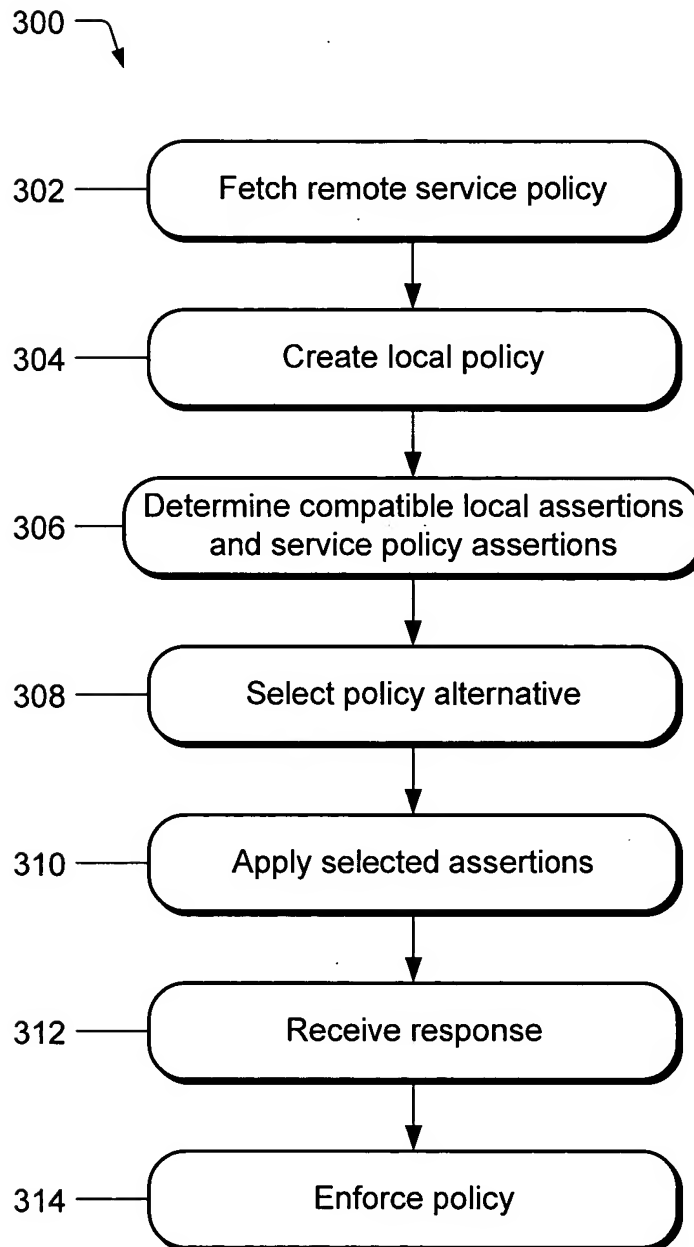 300
302
Fetch remote service policy
304
Create local policy
306
Determine compatible local assertions
and service policy assertions
308
Select policy alternative
310
Apply selected assertions
312
Receive response
314
Enforce policy